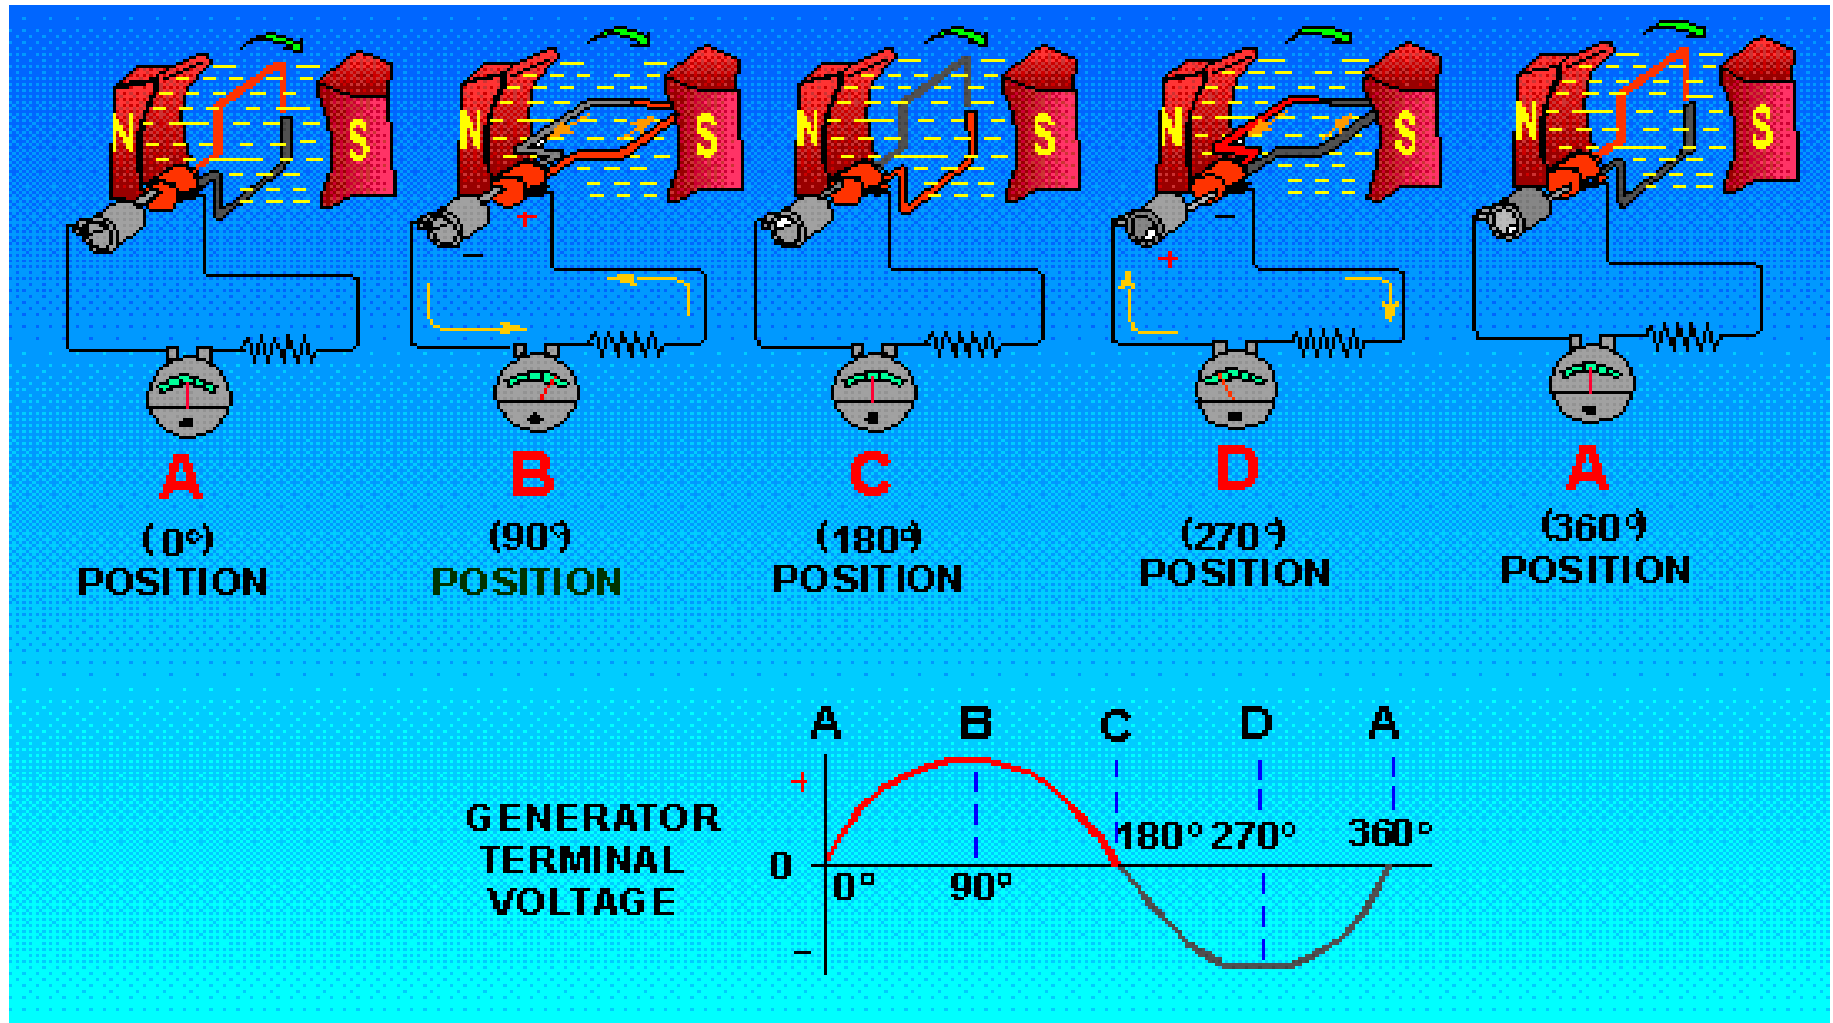 N S N S N S N S N S
+ −
− +
A B C D A
(0°) (90°) (180°) (270°) (360°)
POSITION POSITION POSITION POSITION POSITION
A B C D A
+
GENERATOR
TERMINAL
VOLTAGE
0
0° 90° 180° 270° 360°
−